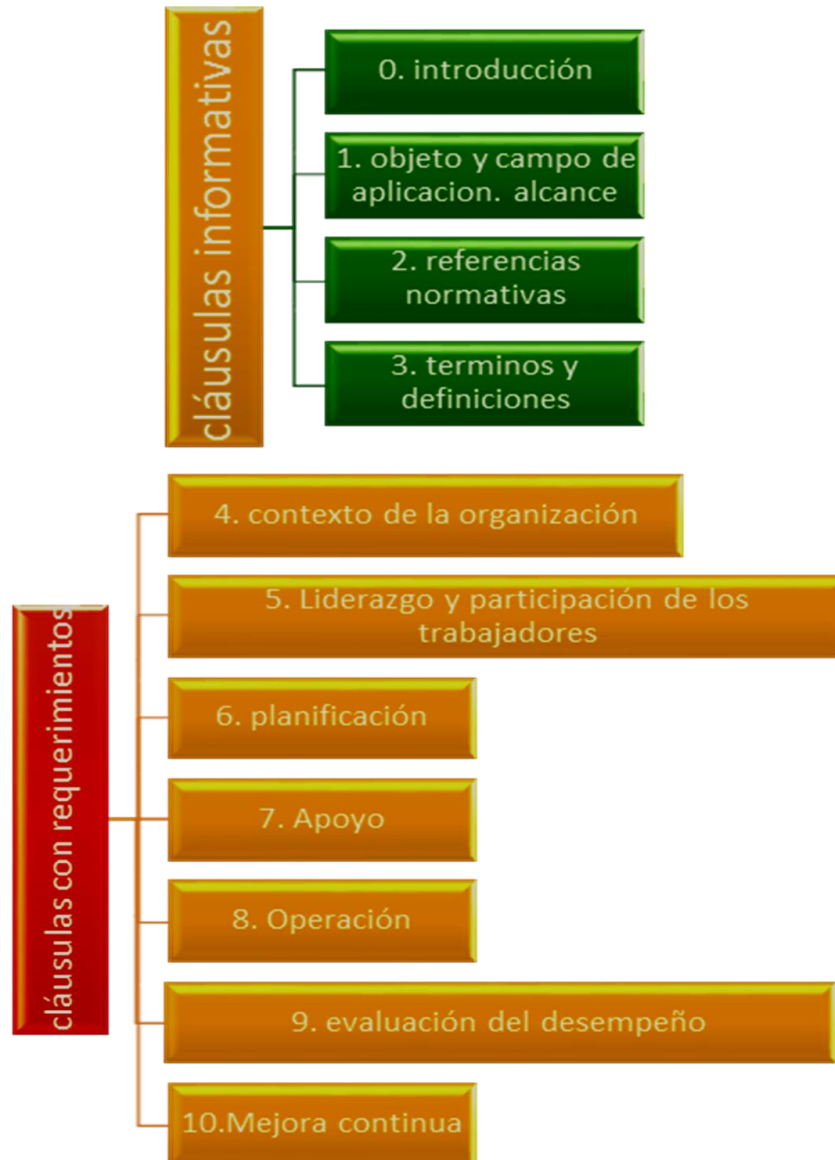 cláusulas informativas
0. introducción
1. objeto y campo de
aplicacion. alcance
2. referencias
normativas
3. terminos y
definiciones
cláusulas con requerimientos
4. contexto de la organización
5. Liderazgo y participación de los
trabajadores
6. planificación
7. Apoyo
8. Operación
9. evaluación del desempeño
10.Mejora continua